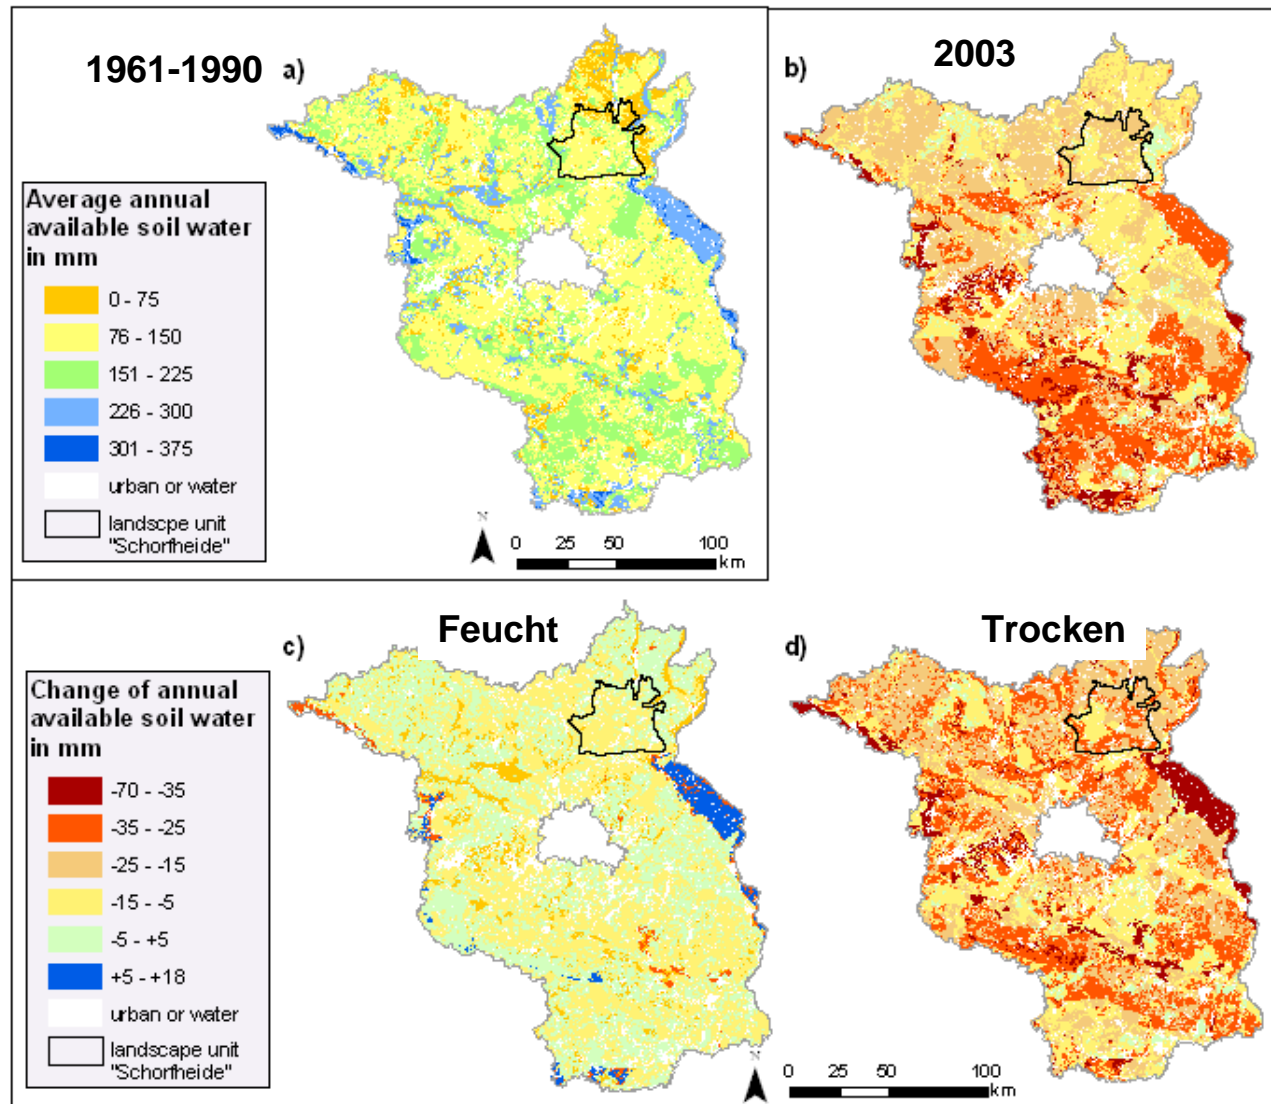 1961-1990
a)
2003
b)
Average annual
available soil water
in mm
0 - 75
76 - 150
151 - 225
226 - 300
301 - 375
urban or water
landscpe unit
"Schorfheide"
N
0 25 50 100
km
Feucht
c)
Trocken
d)
Change of annual
available soil water
in mm
-70 - -35
-35 - -25
-25 - -15
-15 - -5
-5 - +5
+5 - +18
urban or water
landscape unit
"Schorfheide"
N
0 25 50 100
km